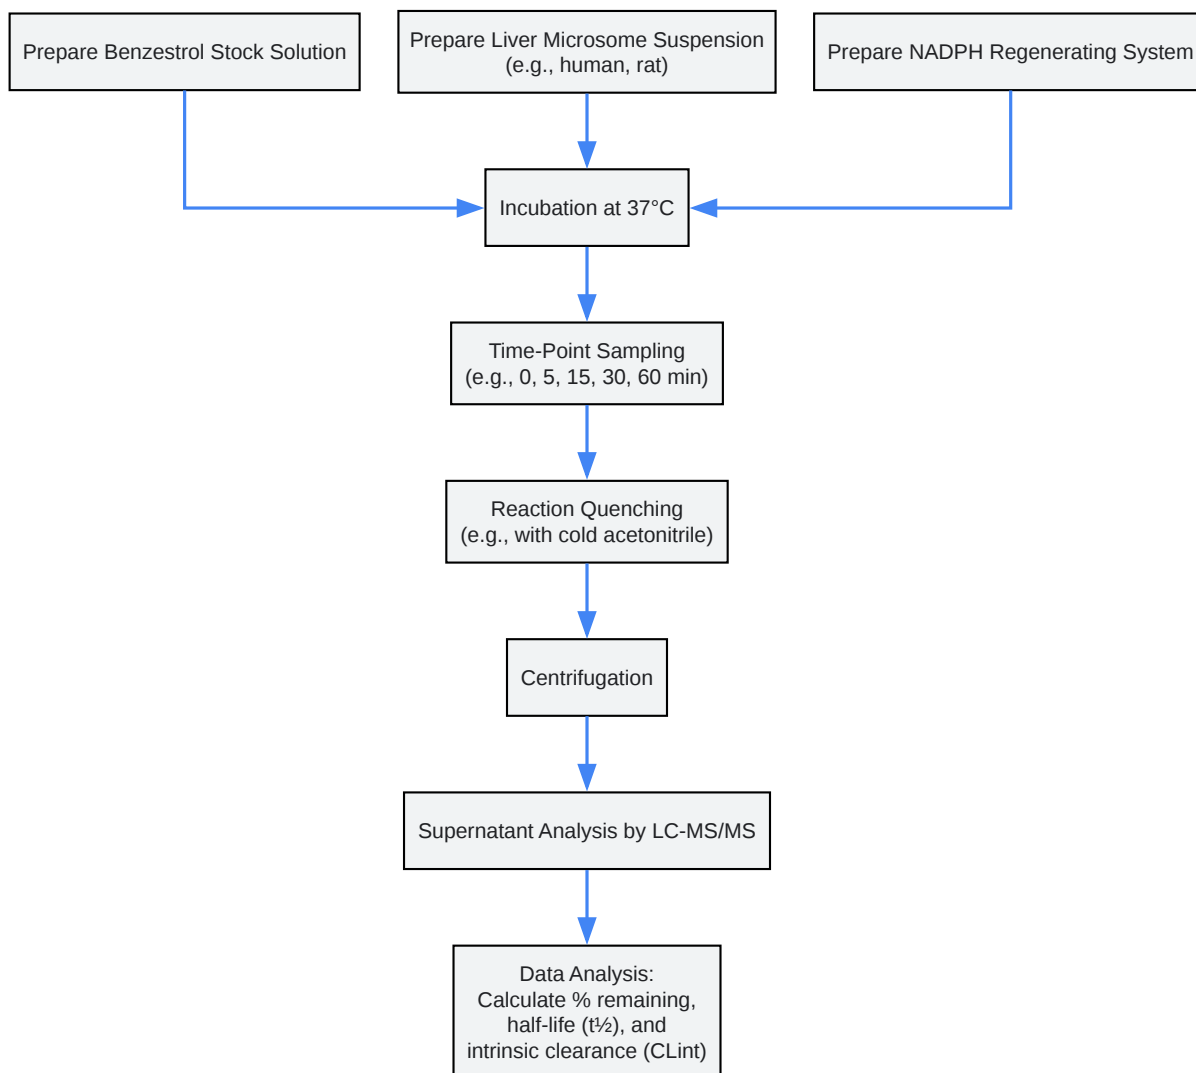 Prepare Benzestrol Stock Solution
Prepare Liver Microsome Suspension
(e.g., human, rat)
Prepare NADPH Regenerating System
Incubation at 37°C
Time-Point Sampling
(e.g., 0, 5, 15, 30, 60 min)
Reaction Quenching
(e.g., with cold acetonitrile)
Centrifugation
Supernatant Analysis by LC-MS/MS
Data Analysis:
Calculate % remaining,
half-life (t½), and
intrinsic clearance (CLint)